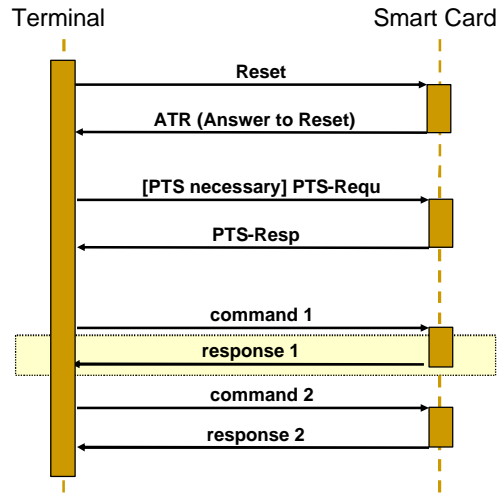 Terminal
Smart Card
Reset
ATR (Answer to Reset)
[PTS necessary] PTS-Requ
PTS-Resp
command 1
response 1
command 2
response 2